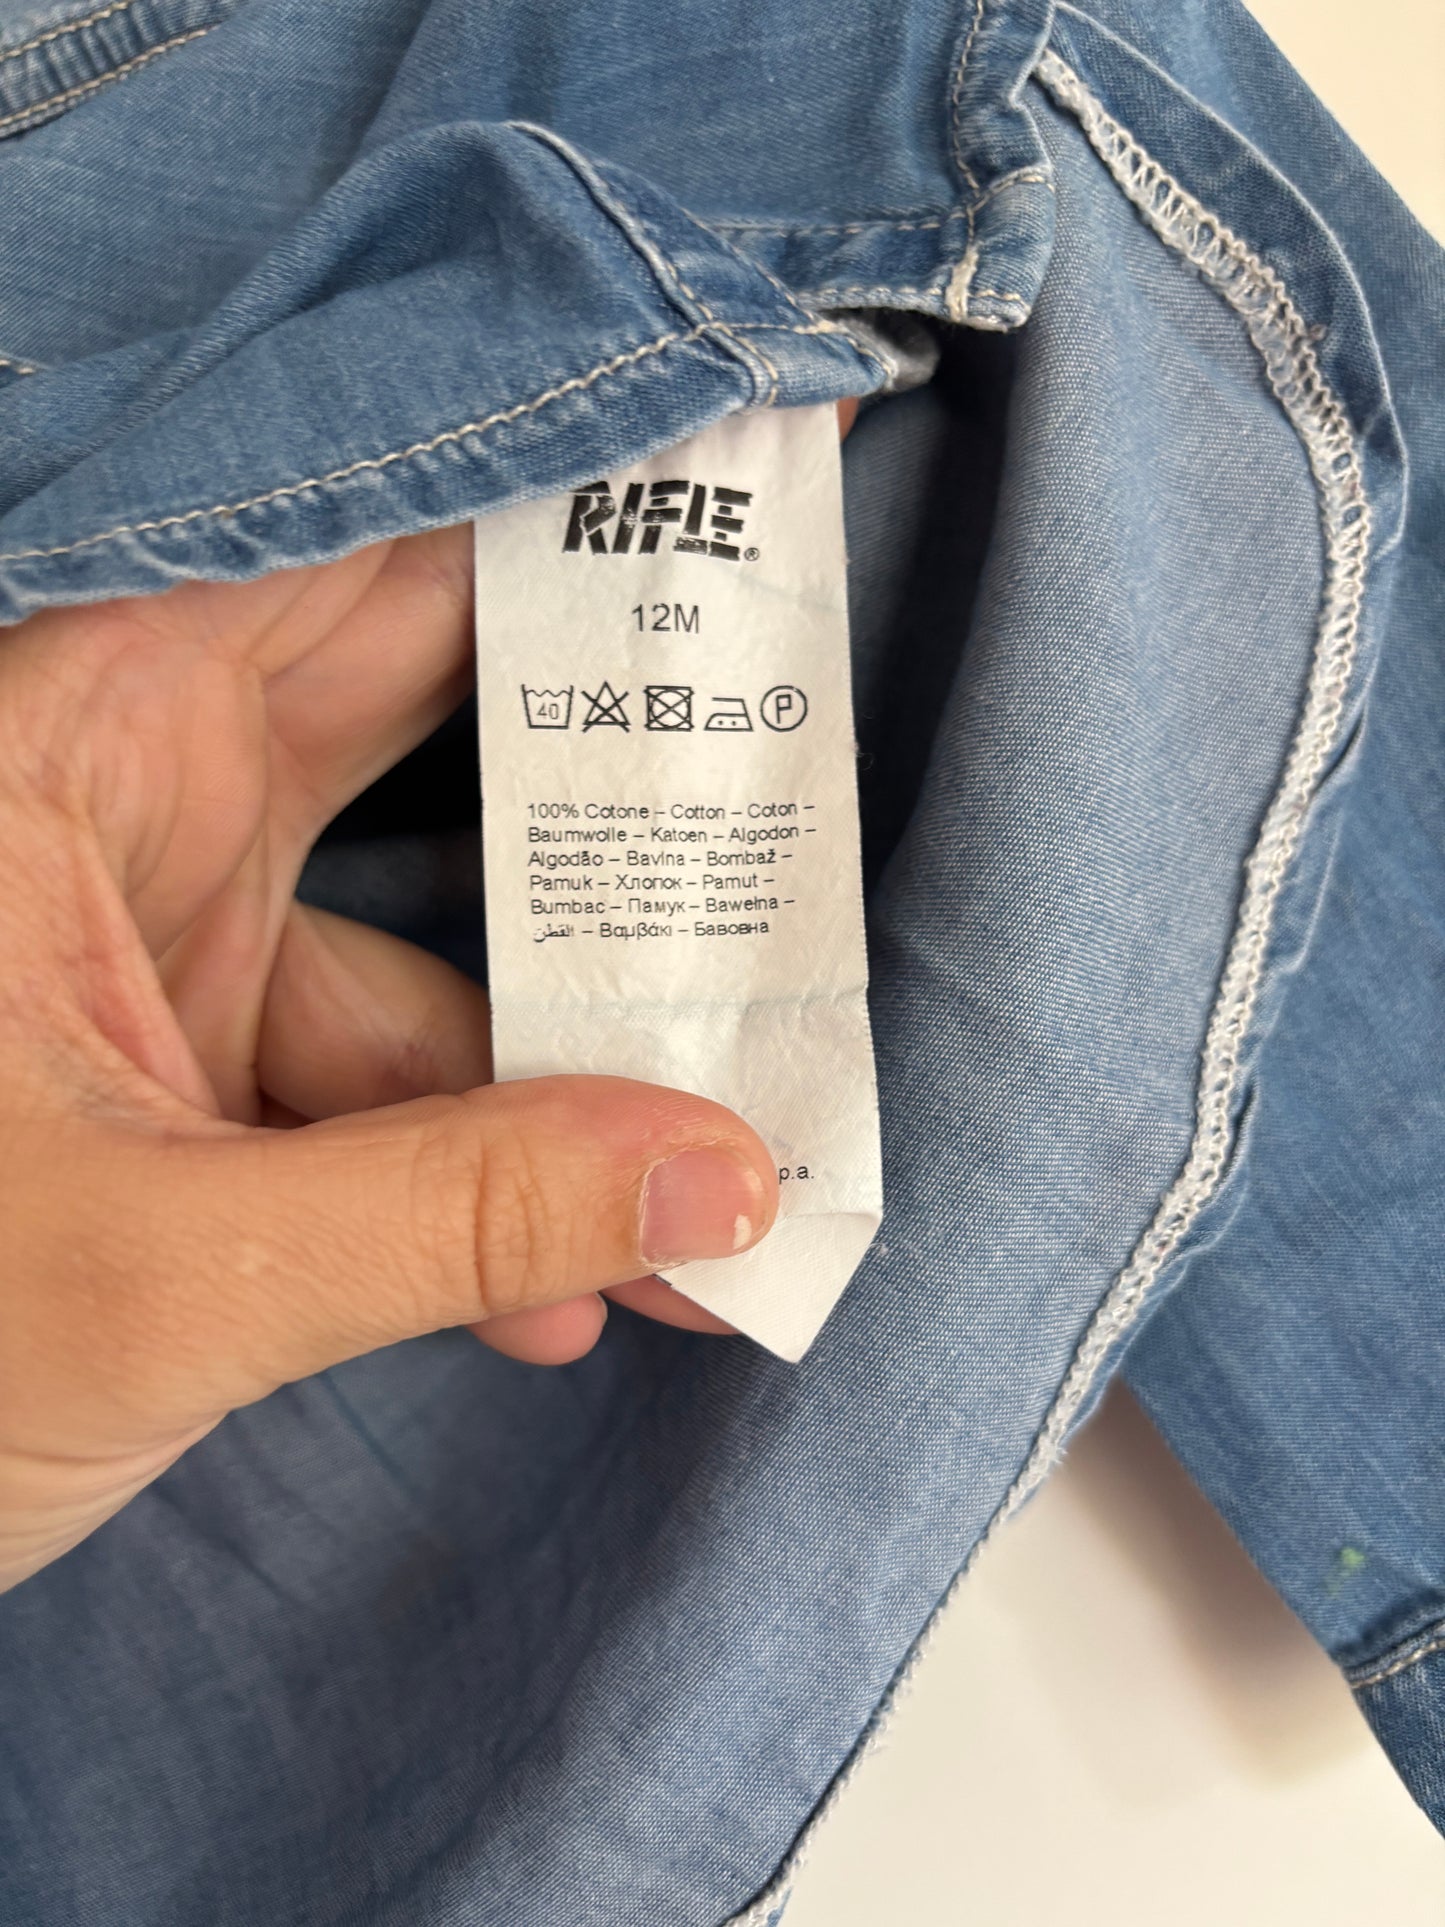 RIFLE®
12M
40 P
100% Cotone – Cotton – Coton –
Baumwolle – Katoen – Algodon –
Algodão – Bavlna – Bombaž –
Pamuk – Хлопок – Pamut –
Bumbac – Памук – Bawełna –
القطن – Βαμβάκι – Бавовна
p.a.